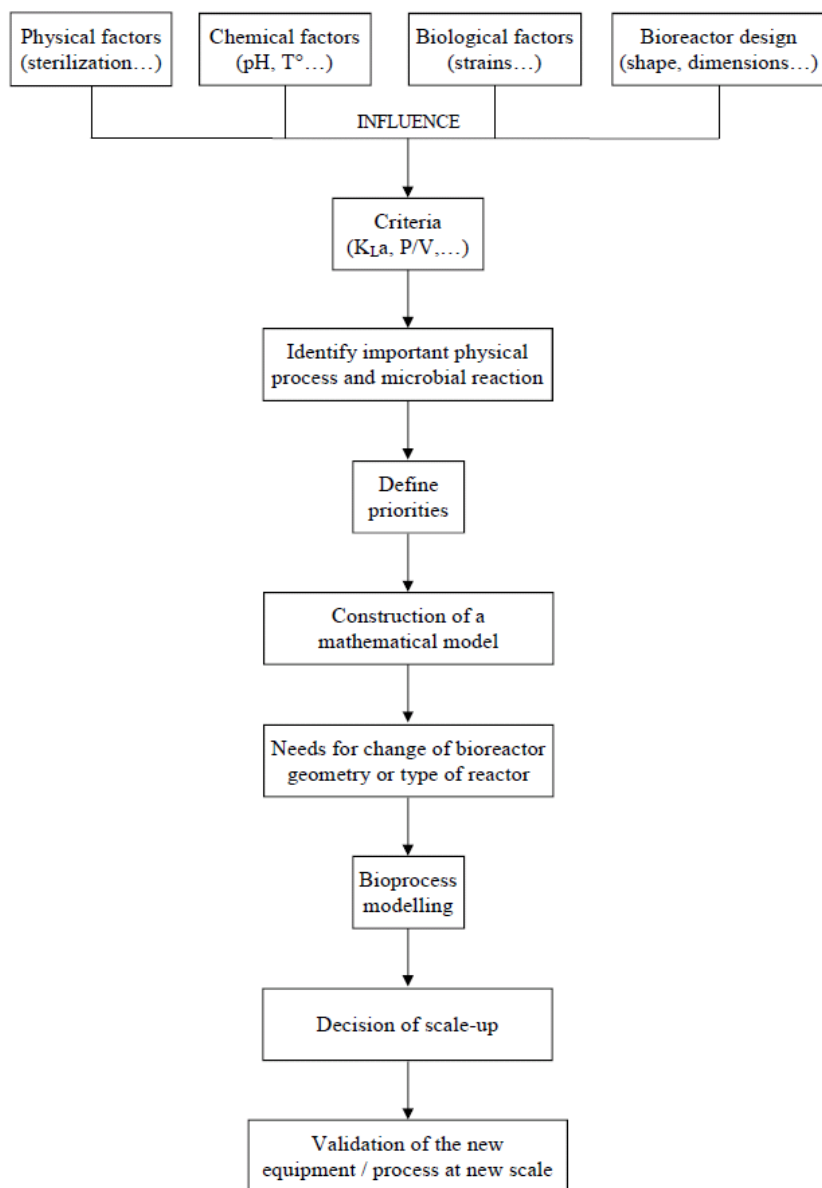 Physical factors
(sterilization…)
Chemical factors
(pH, T°…)
Biological factors
(strains…)
Bioreactor design
(shape, dimensions…)
INFLUENCE
Criteria
(KLa, P/V,…)
Identify important physical
process and microbial reaction
Define
priorities
Construction of a
mathematical model
Needs for change of bioreactor
geometry or type of reactor
Bioprocess
modelling
Decision of scale-up
Validation of the new
equipment / process at new scale